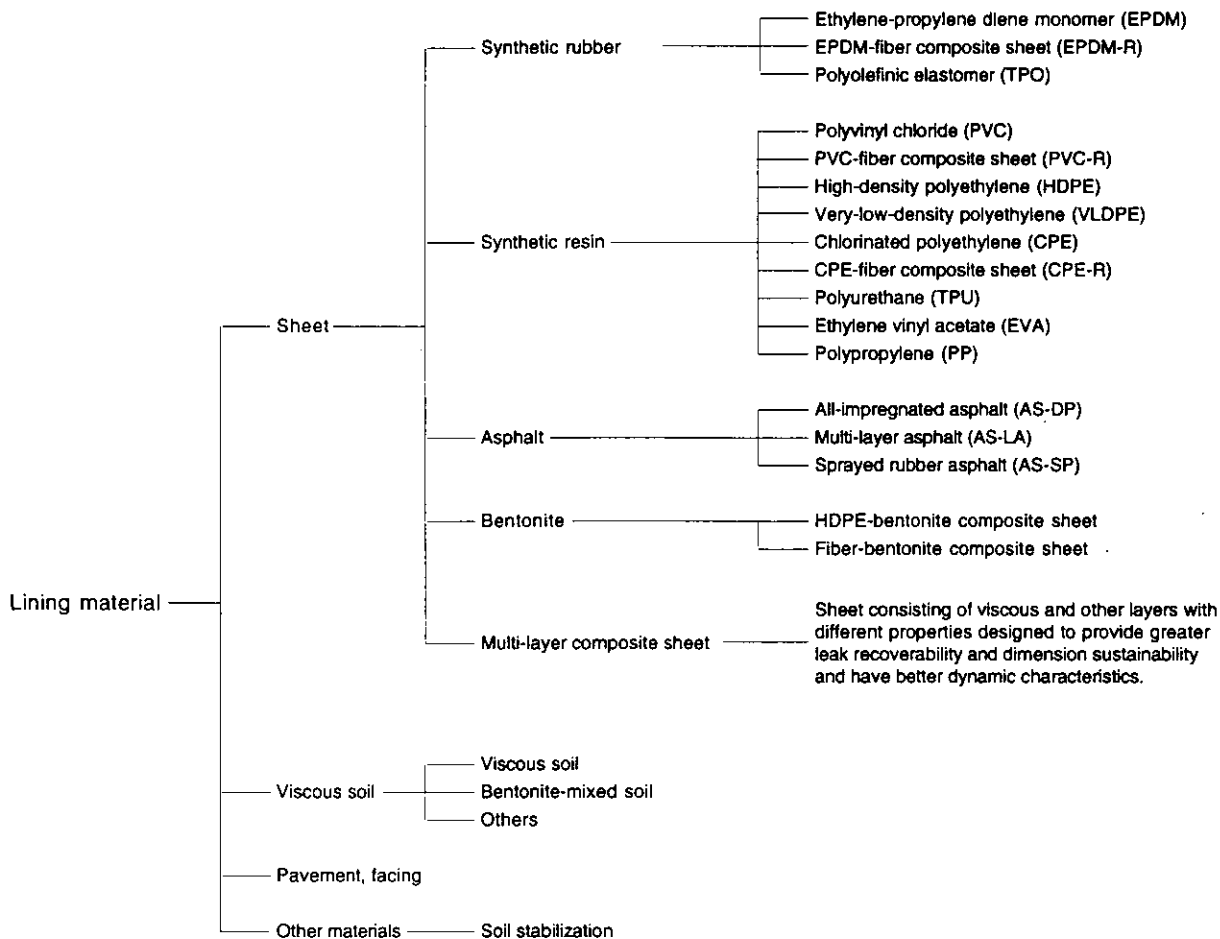 Synthetic rubber
Ethylene-propylene diene monomer (EPDM)
EPDM-fiber composite sheet (EPDM-R)
Polyolefinic elastomer (TPO)
Polyvinyl chloride (PVC)
PVC-fiber composite sheet (PVC-R)
High-density polyethylene (HDPE)
Very-low-density polyethylene (VLDPE)
Synthetic resin
Chlorinated polyethylene (CPE)
CPE-fiber composite sheet (CPE-R)
Polyurethane (TPU)
Sheet
Ethylene vinyl acetate (EVA)
Polypropylene (PP)
All-impregnated asphalt (AS-DP)
Asphalt
Multi-layer asphalt (AS-LA)
Sprayed rubber asphalt (AS-SP)
Bentonite
HDPE-bentonite composite sheet
Fiber-bentonite composite sheet
Lining material
Multi-layer composite sheet
Sheet consisting of viscous and other layers with
different properties designed to provide greater
leak recoverability and dimension sustainability
and have better dynamic characteristics.
Viscous soil
Viscous soil
Bentonite-mixed soil
Others
Pavement, facing
Other materials
Soil stabilization